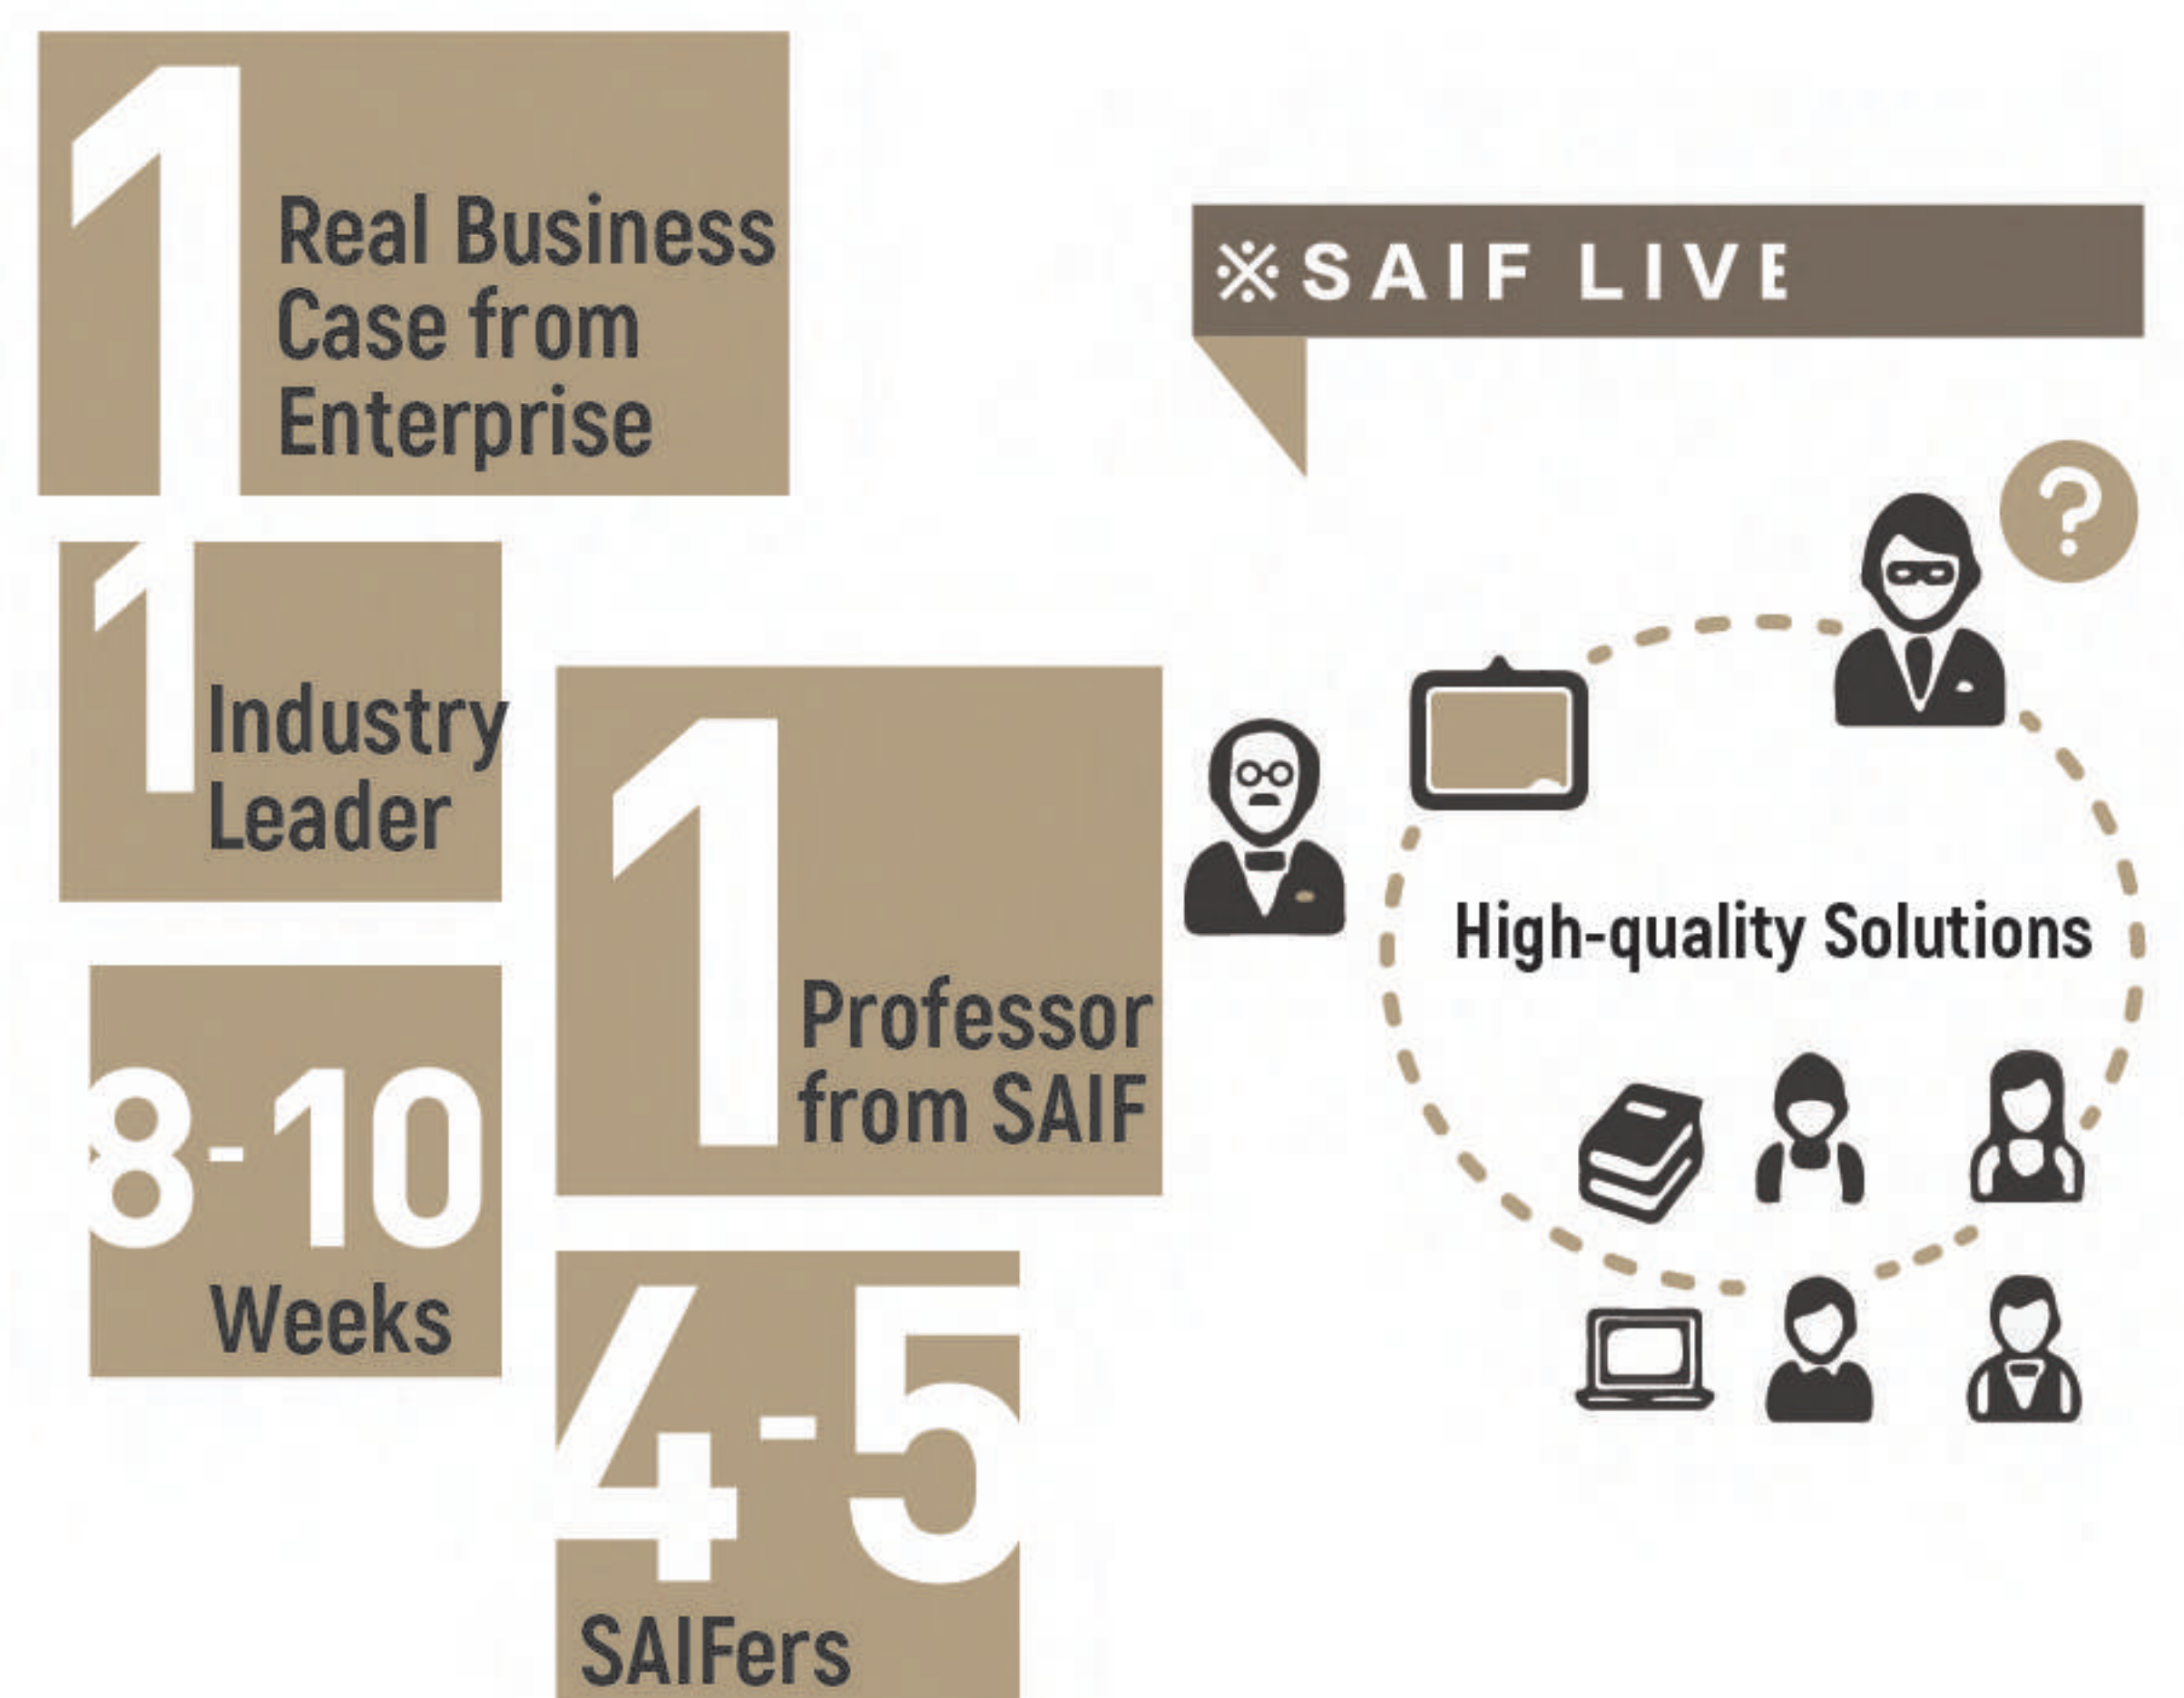 1
Real Business
Case from
Enterprise
1
Industry
Leader
8-10
Weeks
1
Professor
from SAIF
4-5
SAIFers
※SAIF LIVE
?
High-quality Solutions